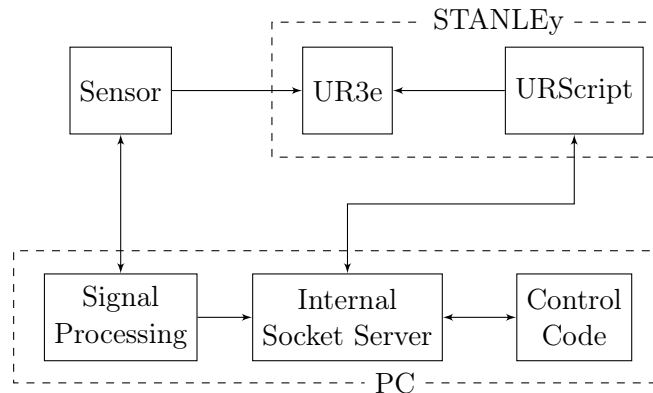 STANLEy
Sensor
UR3e
URScript
Signal
Processing
Internal
Socket Server
Control
Code
PC